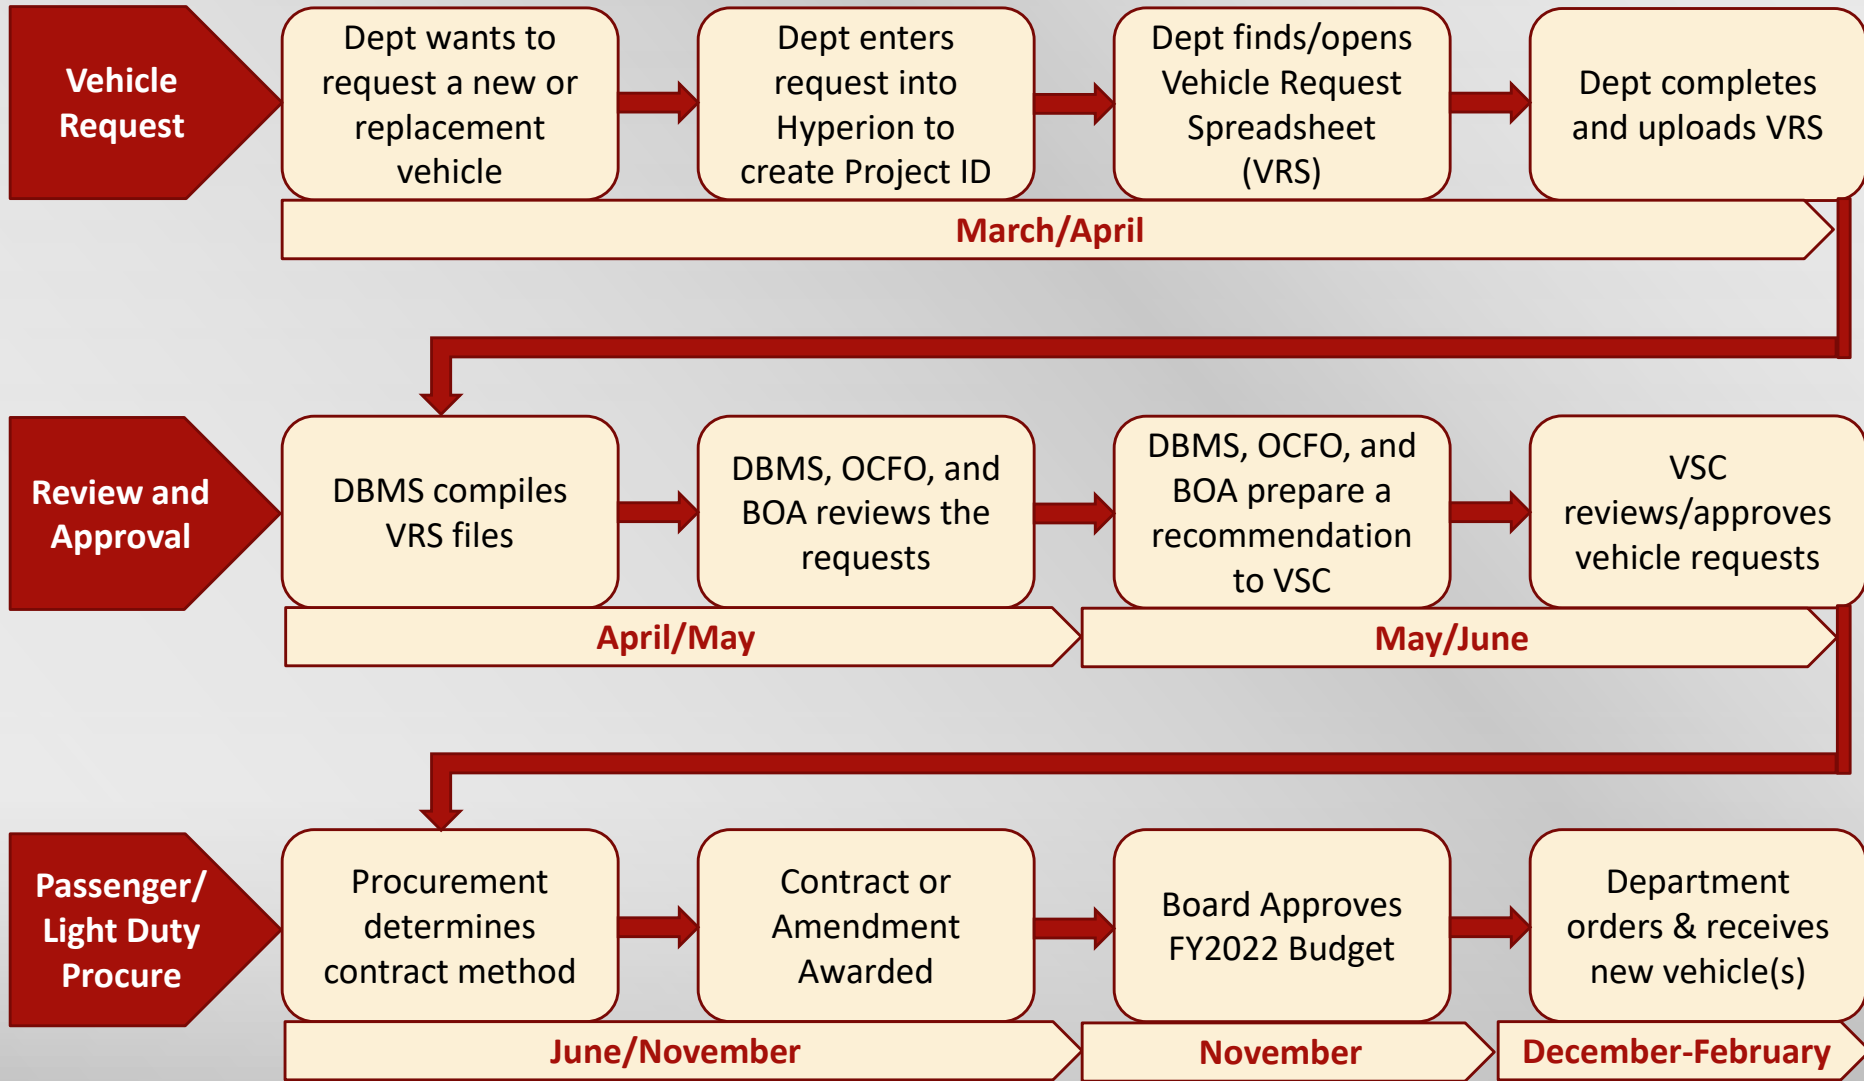 Vehicle
Request
Dept wants to
request a new or
replacement
vehicle
Dept enters
request into
Hyperion to
create Project ID
Dept finds/opens
Vehicle Request
Spreadsheet
(VRS)
Dept completes
and uploads VRS
March/April
Review and
Approval
DBMS compiles
VRS files
DBMS, OCFO, and
BOA reviews the
requests
DBMS, OCFO, and
BOA prepare a
recommendation
to VSC
VSC
reviews/approves
vehicle requests
April/May
May/June
Passenger/
Light Duty
Procure
Procurement
determines
contract method
Contract or
Amendment
Awarded
Board Approves
FY2022 Budget
Department
orders & receives
new vehicle(s)
June/November
November
December-February